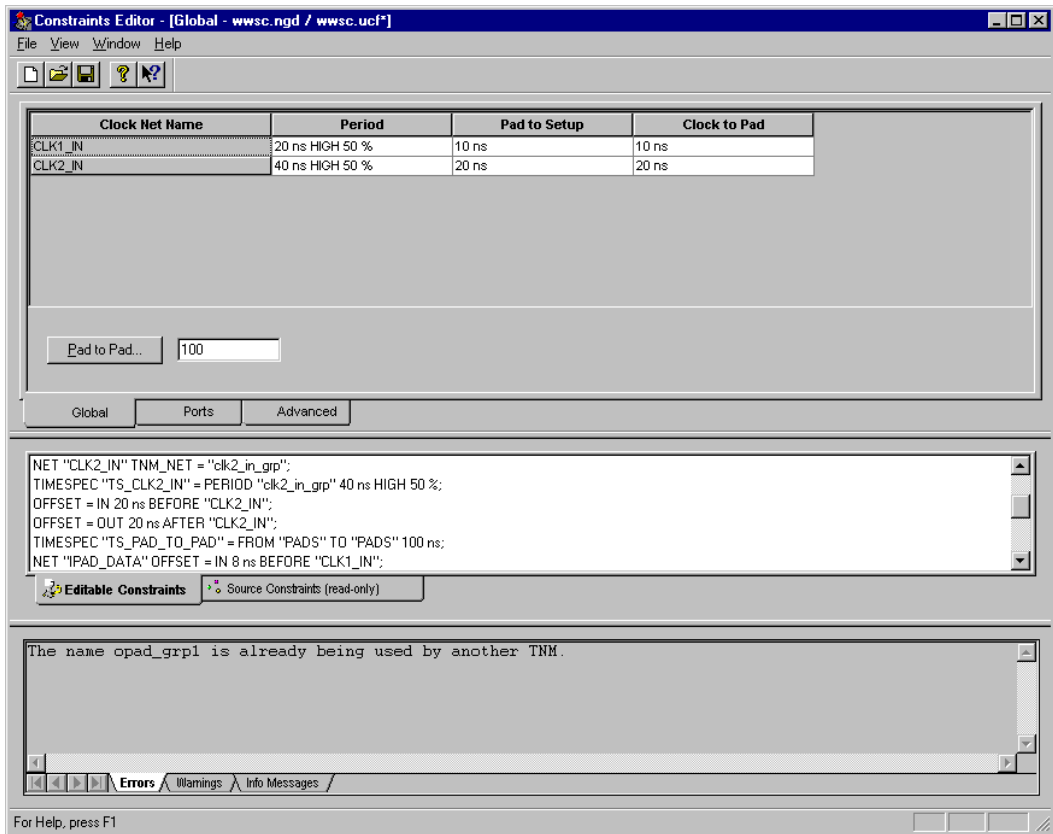 Constraints Editor - [Global - wwsc.ngd / wwsc.ucf*]
File View Window Help
Clock Net Name Period Pad to Setup Clock to Pad
CLK1_IN 20 ns HIGH 50 % 10 ns 10 ns
CLK2_IN 40 ns HIGH 50 % 20 ns 20 ns
Pad to Pad... 100
Global Ports Advanced
NET "CLK2_IN" TNM_NET = "clk2_in_grp";
TIMESPEC "TS_CLK2_IN" = PERIOD "clk2_in_grp" 40 ns HIGH 50 %;
OFFSET = IN 20 ns BEFORE "CLK2_IN";
OFFSET = OUT 20 ns AFTER "CLK2_IN";
TIMESPEC "TS_PAD_TO_PAD" = FROM "PADS" TO "PADS" 100 ns;
NET "IPAD_DATA" OFFSET = IN 8 ns BEFORE "CLK1_IN";
Editable Constraints Source Constraints (read-only)
The name opad_grp1 is already being used by another TNM.
Errors Warnings Info Messages
For Help, press F1